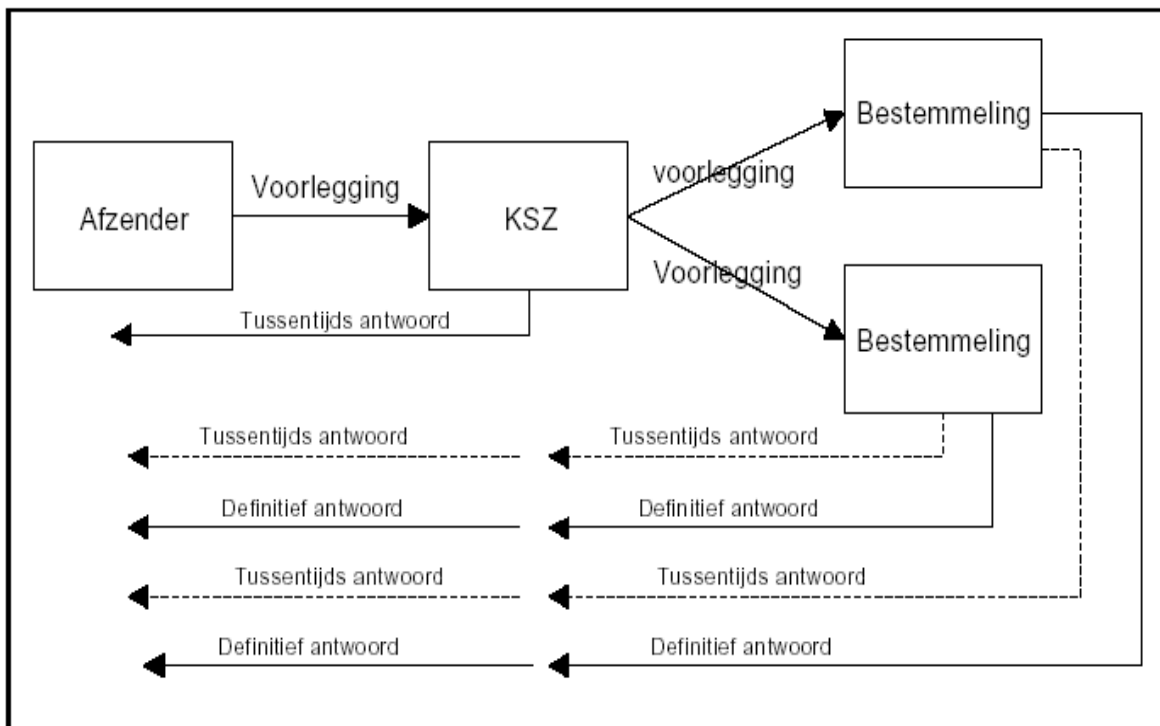 Bestemmeling
Afzender
Voorlegging
KSZ
voorlegging
Voorlegging
Bestemmeling
Tussentijds antwoord
Tussentijds antwoord
Tussentijds antwoord
Definitief antwoord
Definitief antwoord
Tussentijds antwoord
Tussentijds antwoord
Definitief antwoord
Definitief antwoord